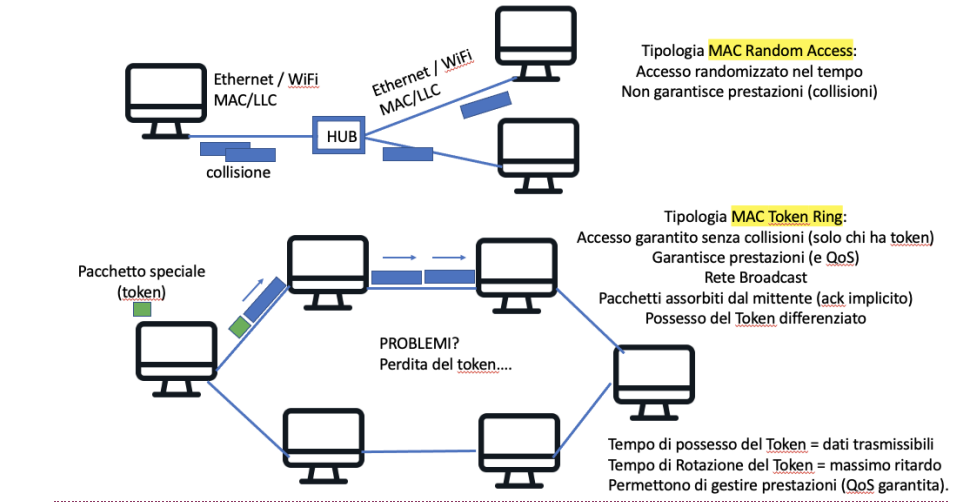 Ethernet / WiFi
MAC/LLC
Ethernet / WiFi
MAC/LLC
HUB
collisione
Tipologia MAC Random Access:
Accesso randomizzato nel tempo
Non garantisce prestazioni (collisioni)
Tipologia MAC Token Ring:
Accesso garantito senza collisioni (solo chi ha token)
Garantisce prestazioni (e QoS)
Rete Broadcast
Pacchetti assorbiti dal mittente (ack implicito)
Possesso del Token differenziato
Pacchetto speciale
(token)
PROBLEMI?
Perdita del token....
Tempo di possesso del Token = dati trasmissibili
Tempo di Rotazione del Token = massimo ritardo
Permettono di gestire prestazioni (QoS garantita).